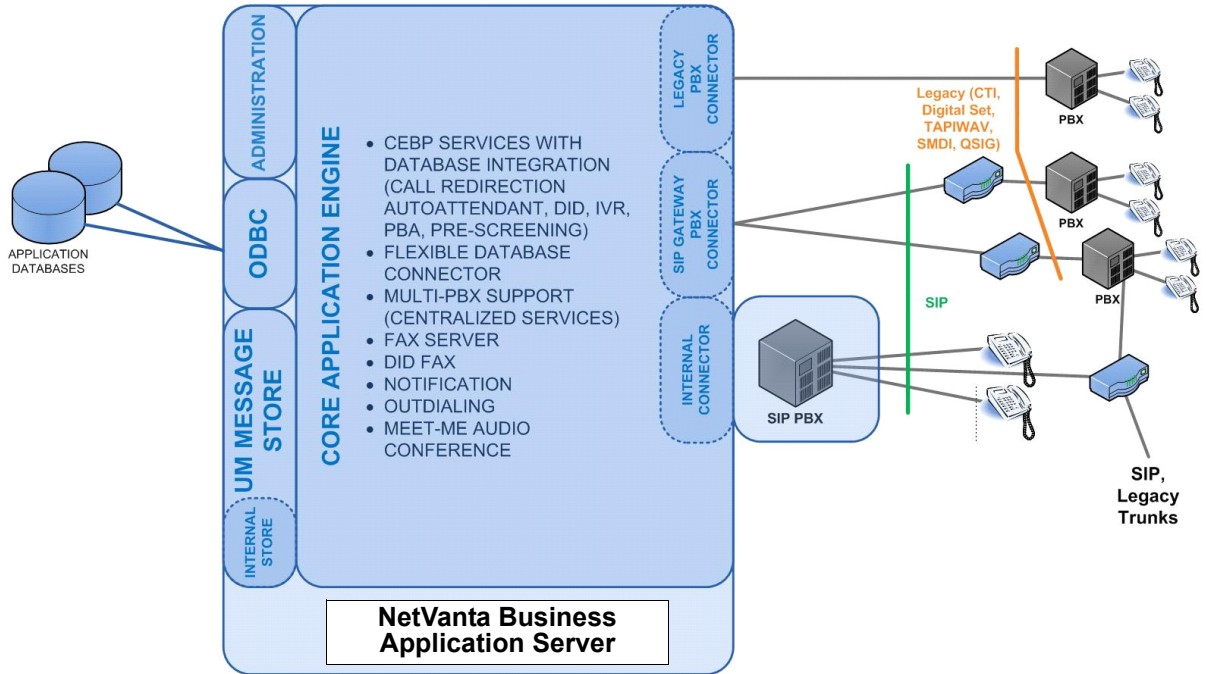 APPLICATION
DATABASES
ADMINISTRATION
ODBC
UM MESSAGE
STORE
INTERNAL
STORE
CORE APPLICATION ENGINE
• CEBP SERVICES WITH
DATABASE INTEGRATION
(CALL REDIRECTION
AUTOATTENDANT, DID, IVR,
PBA, PRE-SCREENING)
• FLEXIBLE DATABASE
CONNECTOR
• MULTI-PBX SUPPORT
(CENTRALIZED SERVICES)
• FAX SERVER
• DID FAX
• NOTIFICATION
• OUTDIALING
• MEET-ME AUDIO
CONFERENCE
LEGACY
PBX
CONNECTOR
SIP GATEWAY
PBX
CONNECTOR
INTERNAL
CONNECTOR
SIP PBX
Legacy (CTI,
Digital Set,
TAPIWAV,
SMDI, QSIG)
SIP
PBX
PBX
PBX
SIP,
Legacy
Trunks
NetVanta Business
Application Server